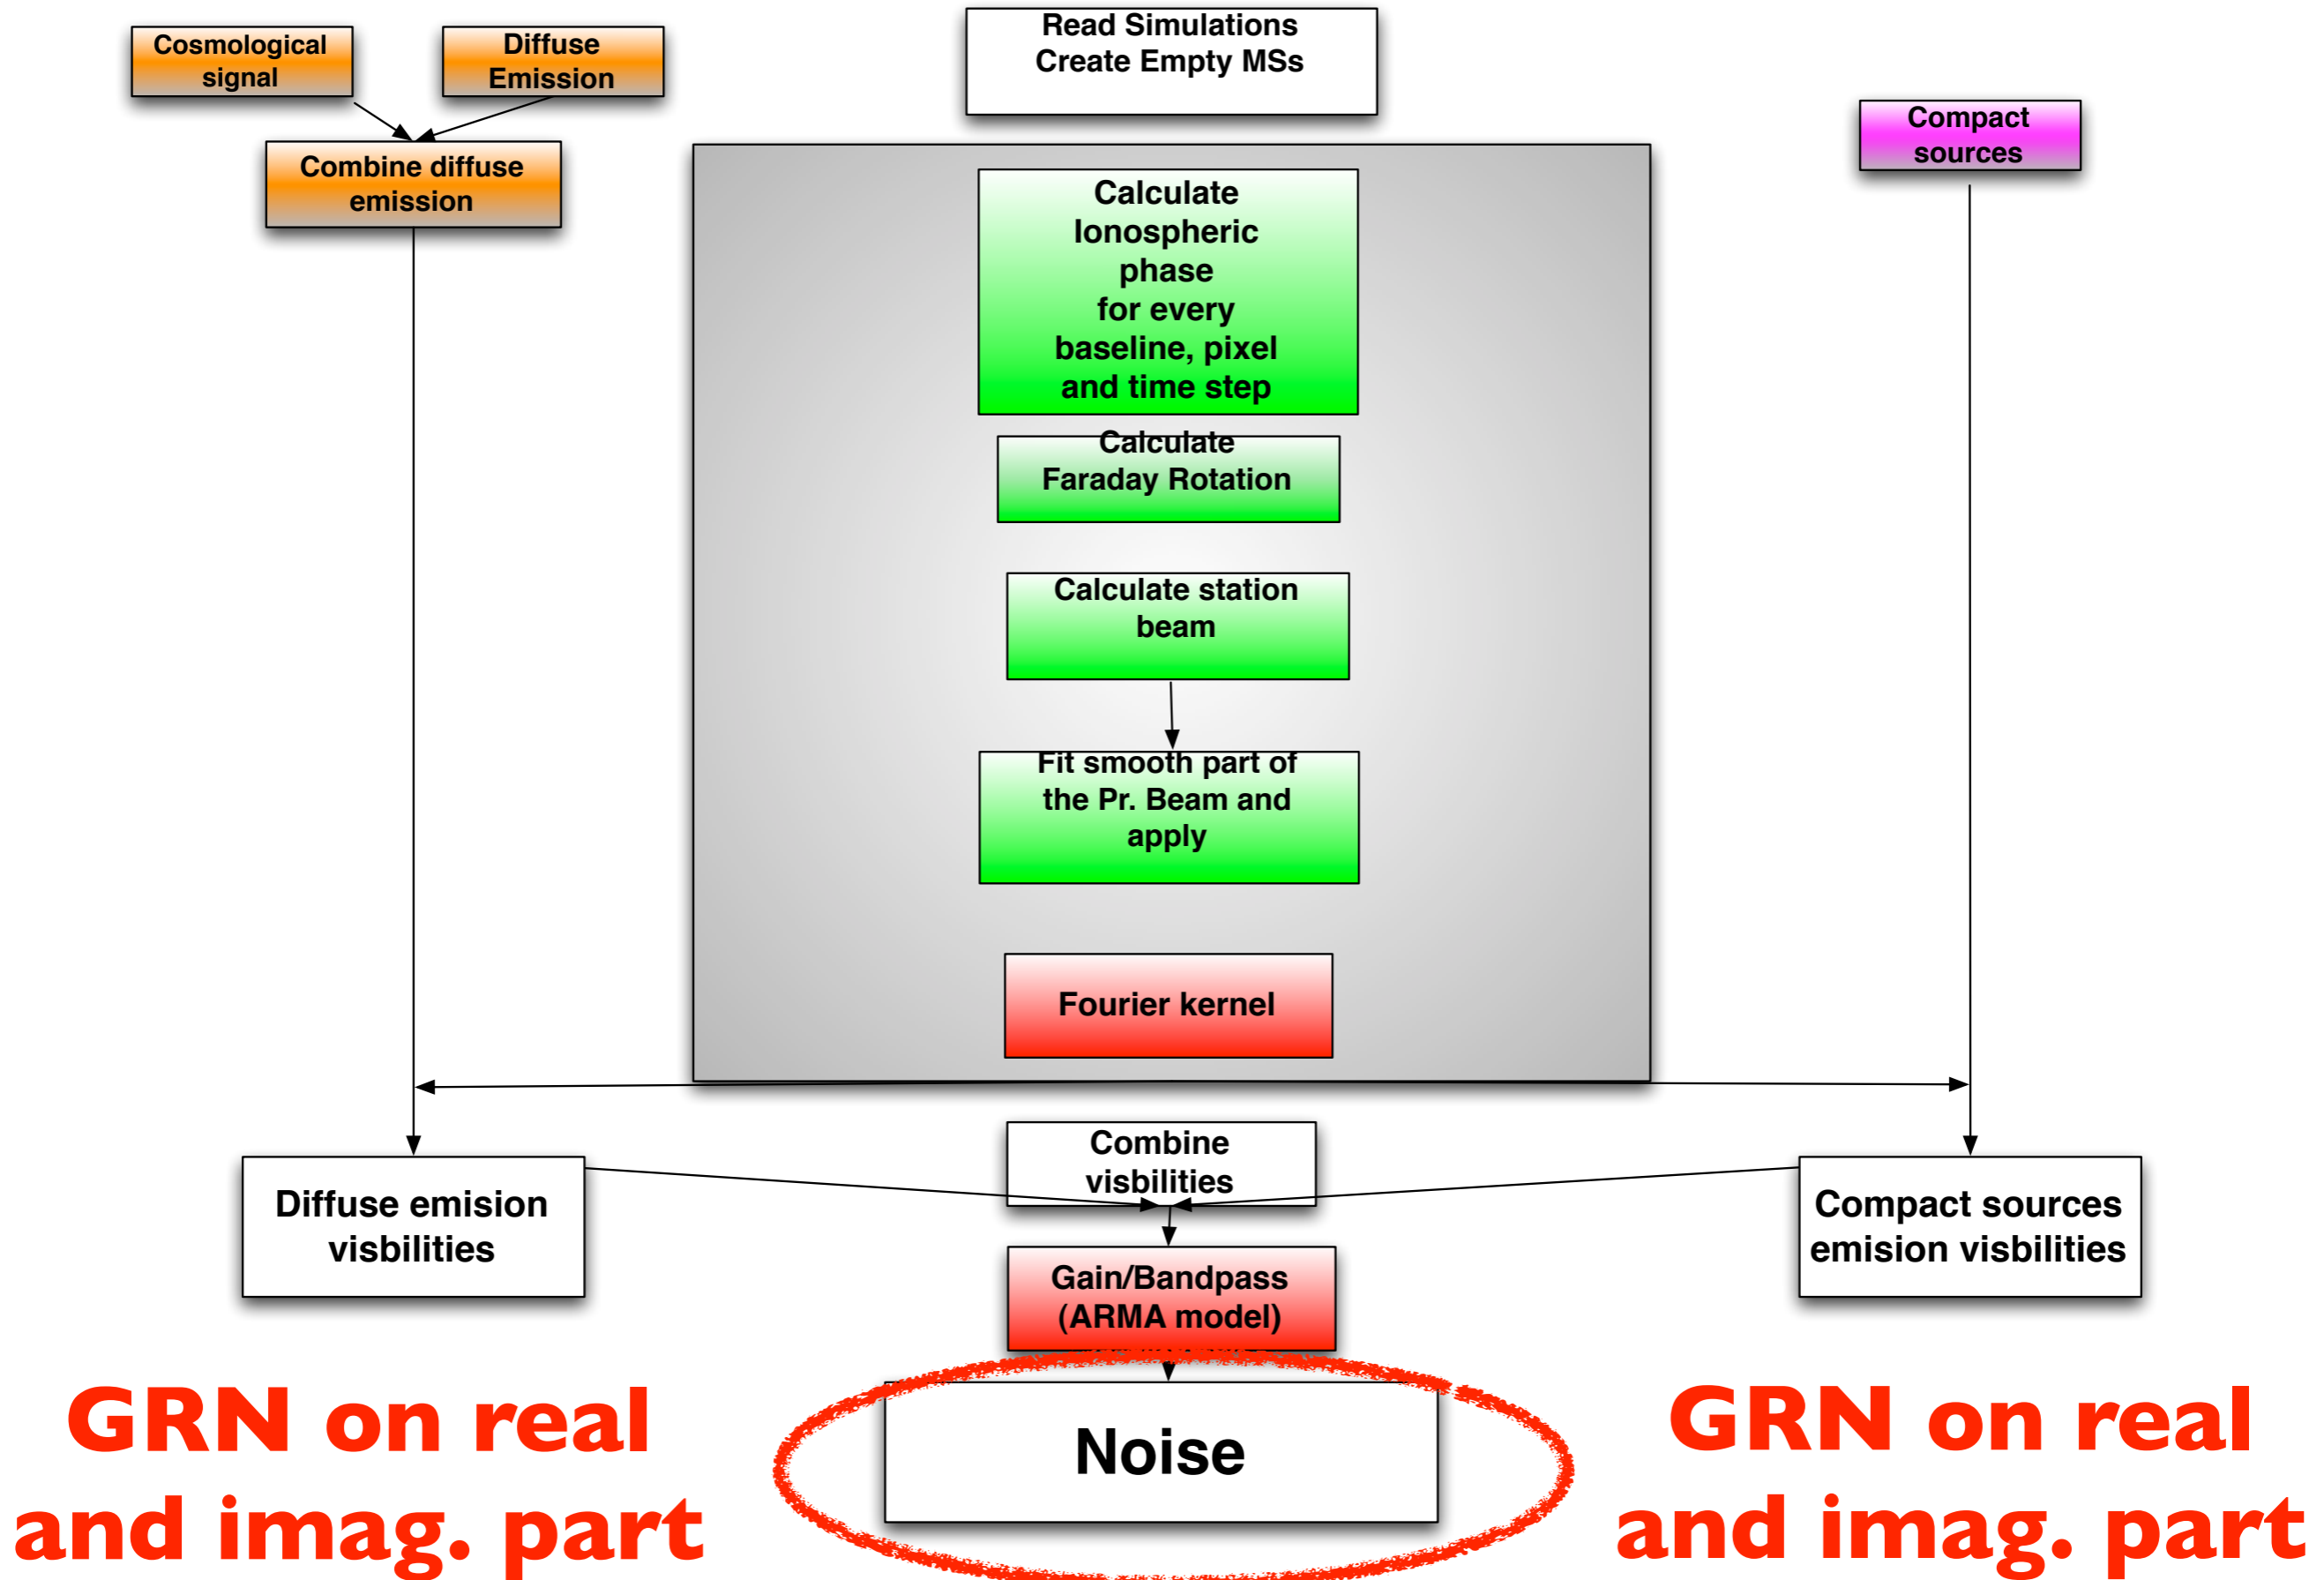 Cosmological
signal
Diffuse
Emission
Read Simulations
Create Empty MSs
Compact
sources
Combine diffuse
emission
Calculate
Ionospheric
phase
for every
baseline, pixel
and time step
Calculate
Faraday Rotation
Calculate station
beam
Fit smooth part of
the Pr. Beam and
apply
Fourier kernel
Combine
visbilities
Diffuse emision
visbilities
Compact sources
emision visbilities
Gain/Bandpass
(ARMA model)
GRN on real
and imag. part
Noise
GRN on real
and imag. part